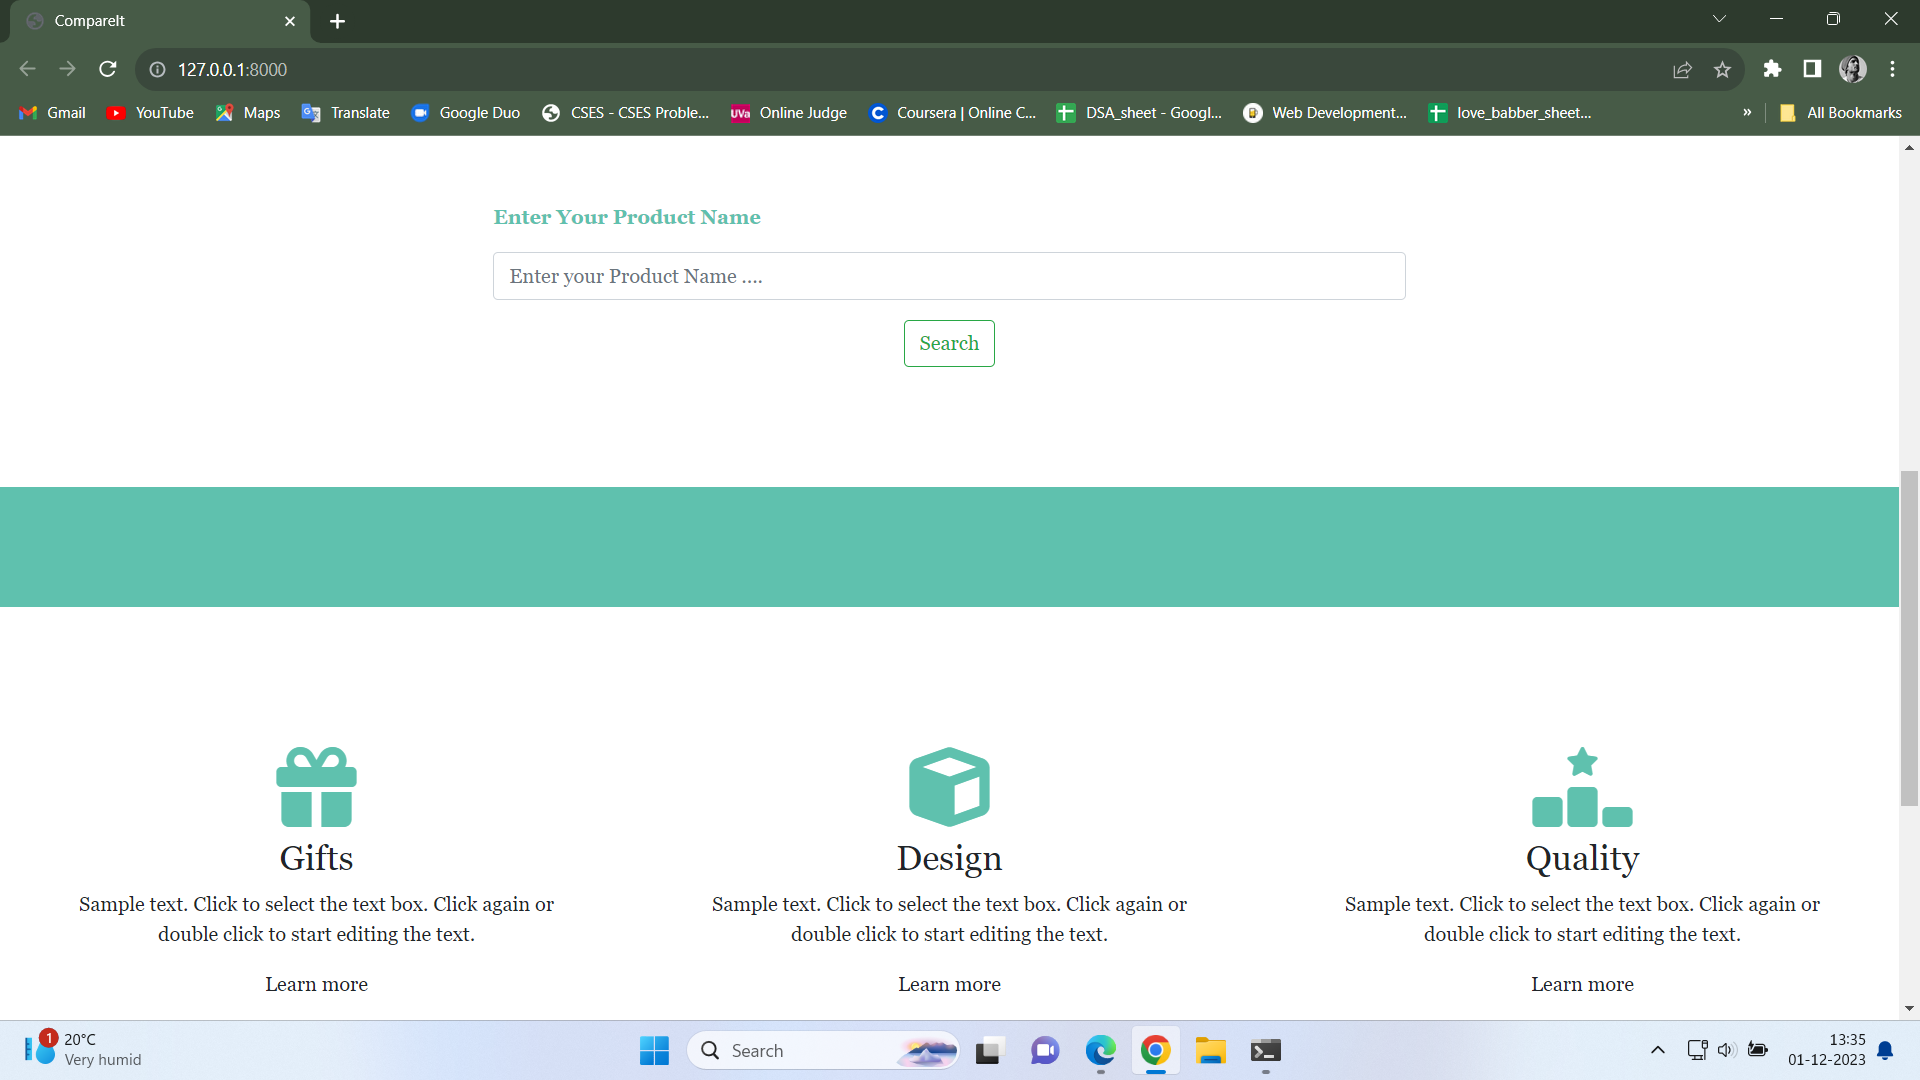 CompareIt
127.0.0.1:8000
Gmail YouTube Maps Translate Google Duo CSES - CSES Proble... UVa Online Judge Coursera | Online C... DSA_sheet - Googl... Web Development... love_babber_sheet... » All Bookmarks
Enter Your Product Name
Enter your Product Name ....
Search
Gifts
Sample text. Click to select the text box. Click again or
double click to start editing the text.
Learn more
Design
Sample text. Click to select the text box. Click again or
double click to start editing the text.
Learn more
Quality
Sample text. Click to select the text box. Click again or
double click to start editing the text.
Learn more
1
20°C
Very humid
Search
13:35
01-12-2023